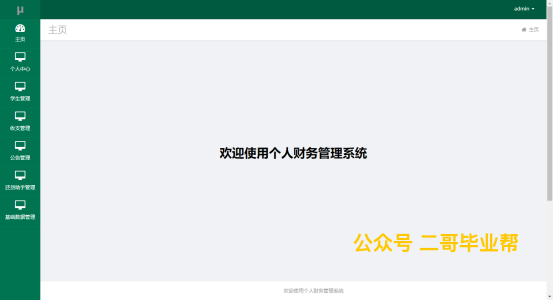 μ
admin
主页
主页
主页
个人中心
学生管理
收支管理
公告管理
还贷助手管理
基础数据管理
欢迎使用个人财务管理系统
公众号 二哥毕业帮
欢迎使用个人财务管理系统